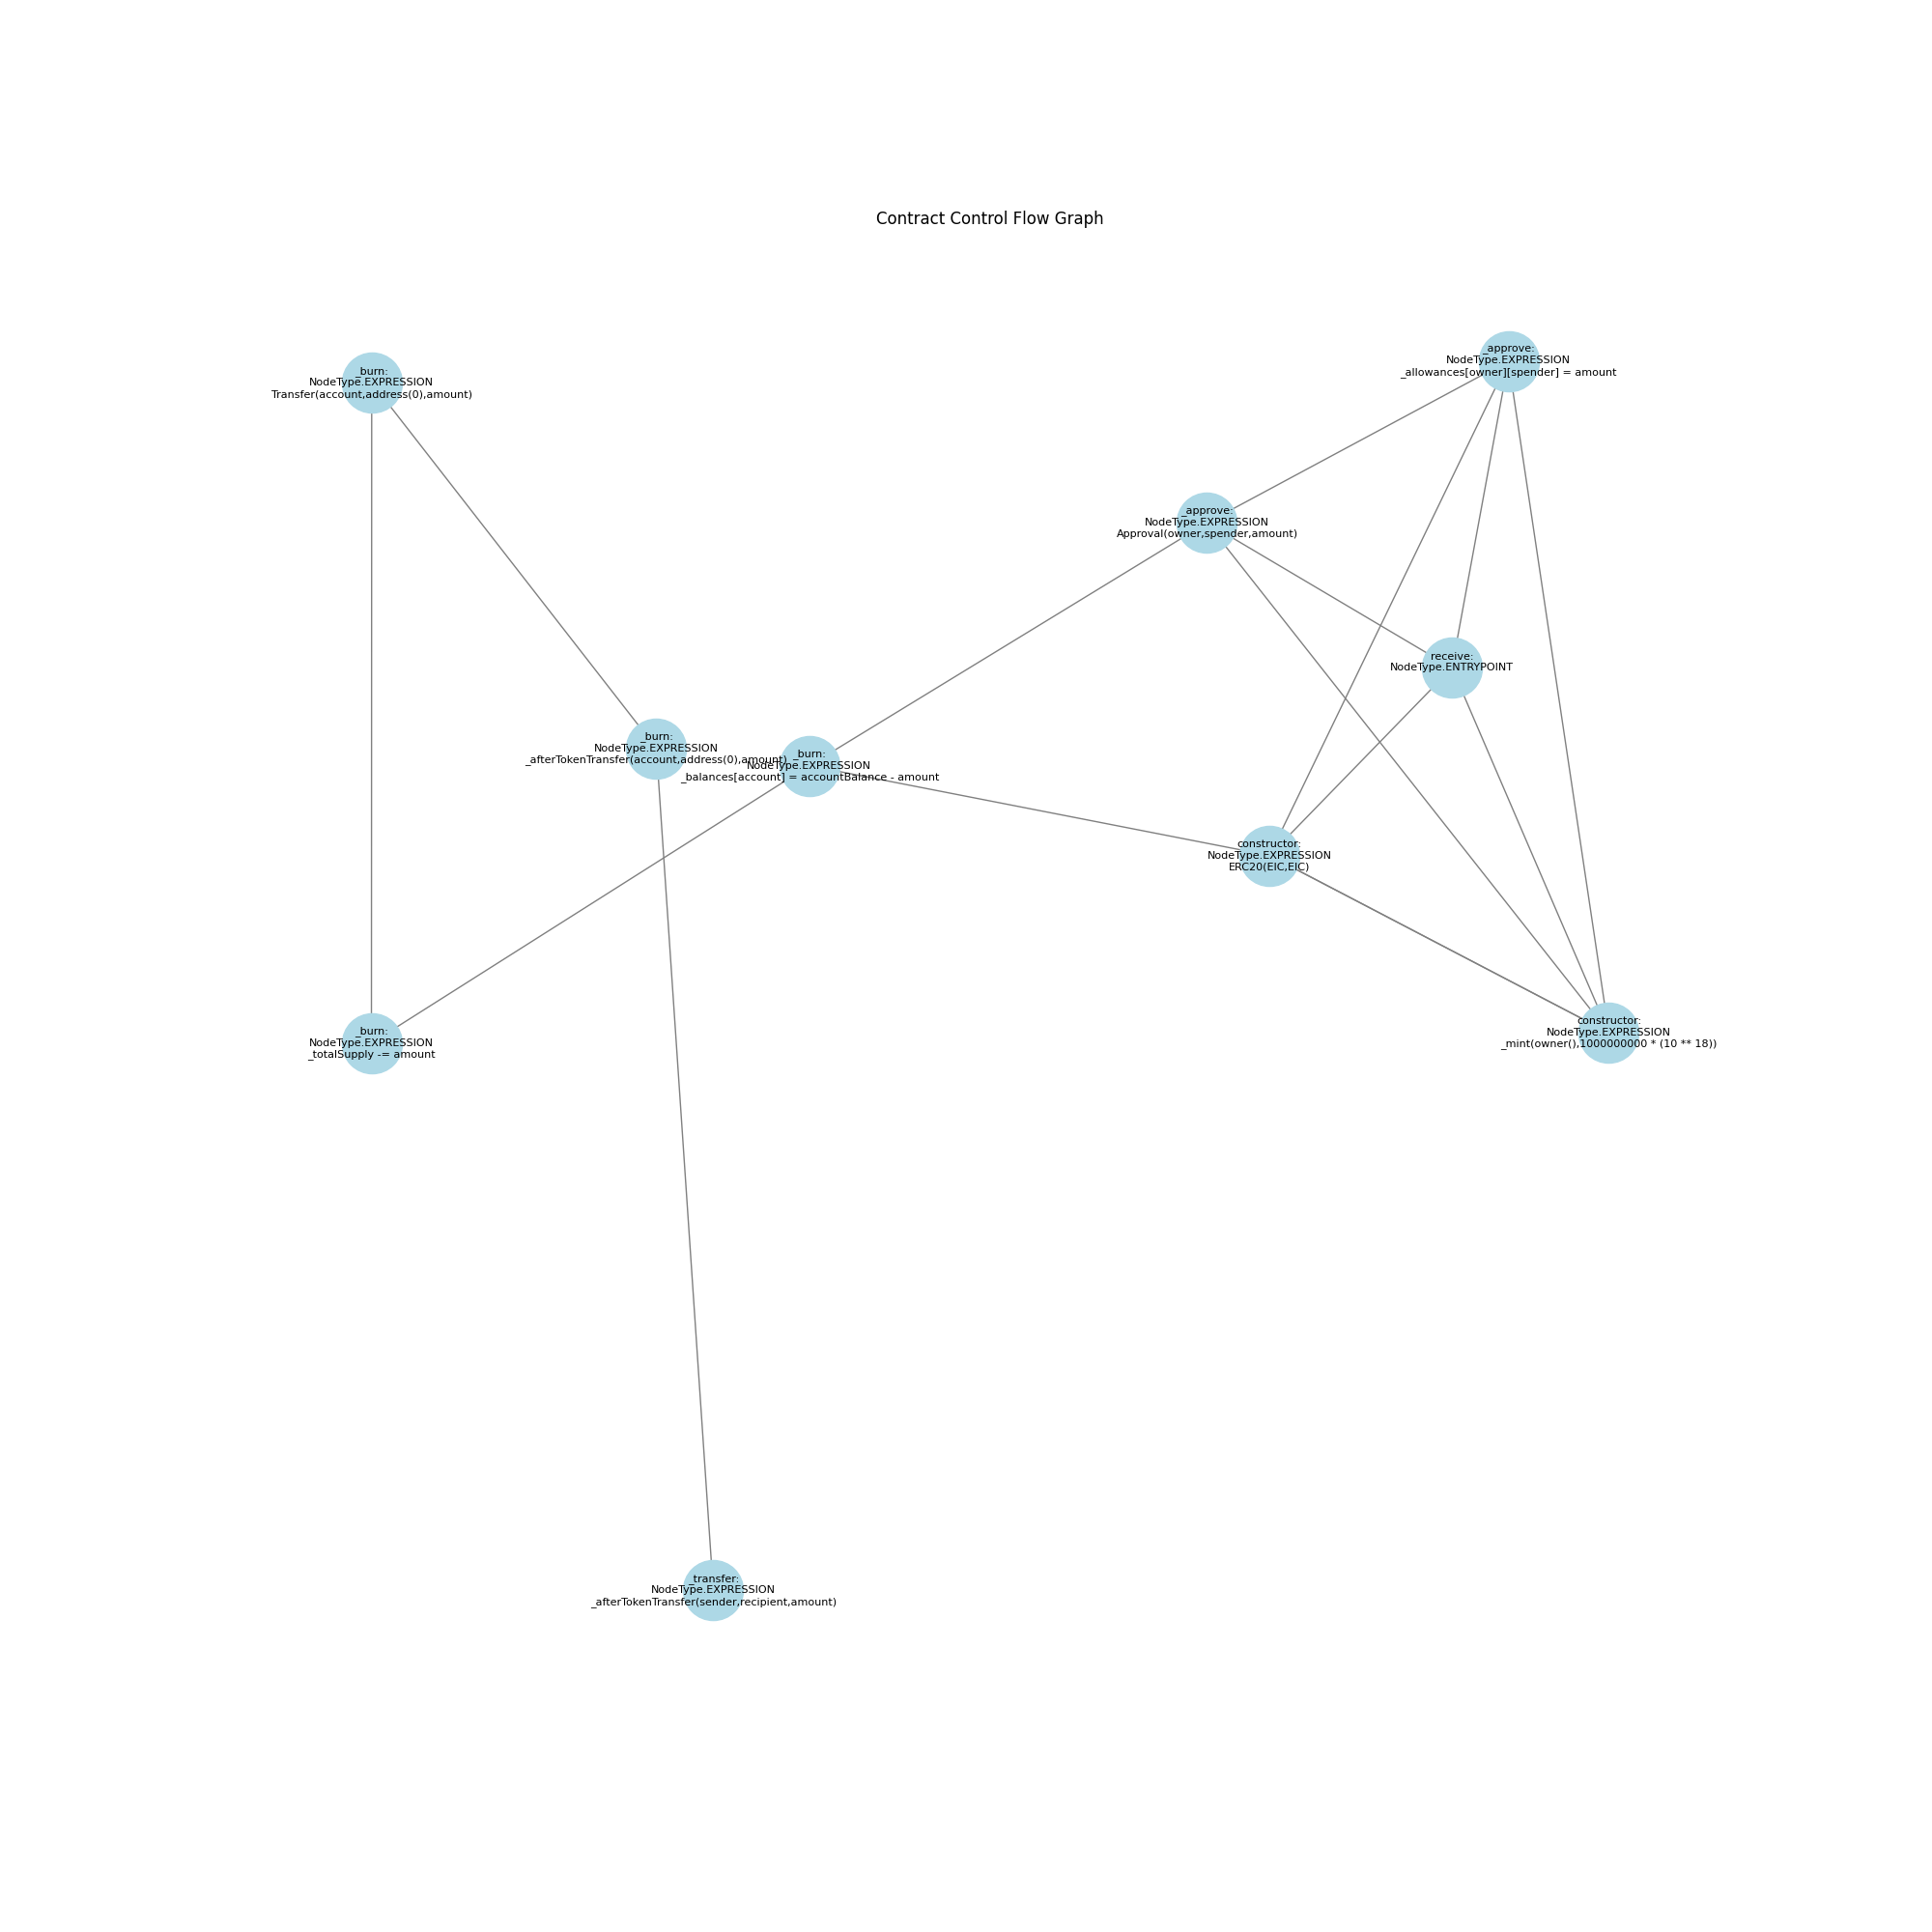 Contract Control Flow Graph
_approve:
NodeType.EXPRESSION
_allowances[owner][spender] = amount
_burn:
NodeType.EXPRESSION
Transfer(account,address(0),amount)
_approve:
NodeType.EXPRESSION
Approval(owner,spender,amount)
receive:
NodeType.ENTRYPOINT
_burn:
NodeType.EXPRESSION
_afterTokenTransfer(account,address(0),amount)
_burn:
NodeType.EXPRESSION
_balances[account] = accountBalance - amount
constructor:
NodeType.EXPRESSION
ERC20(EIC,EIC)
constructor:
NodeType.EXPRESSION
_mint(owner(),1000000000 * (10 ** 18))
_burn:
NodeType.EXPRESSION
_totalSupply -= amount
_transfer:
NodeType.EXPRESSION
_afterTokenTransfer(sender,recipient,amount)